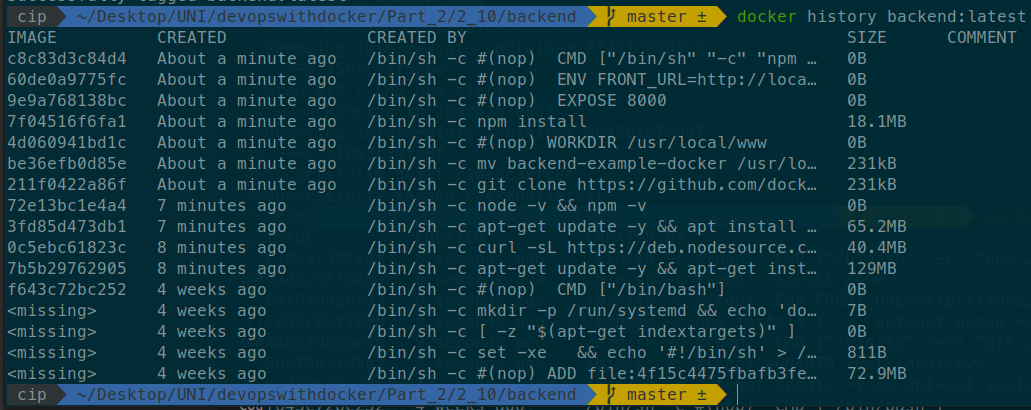 Successfully tagged backend:latest
cip ~/Desktop/UNI/devopswithdocker/Part_2/2_10/backend master ± docker history backend:latest
IMAGE CREATED CREATED BY SIZE COMMENT
c8c83d3c84d4 About a minute ago /bin/sh -c #(nop) CMD ["/bin/sh" "-c" "npm … 0B
60de0a9775fc About a minute ago /bin/sh -c #(nop) ENV FRONT_URL=http://loca… 0B
9e9a768138bc About a minute ago /bin/sh -c #(nop) EXPOSE 8000 0B
7f04516f6fa1 About a minute ago /bin/sh -c npm install 18.1MB
4d060941bd1c About a minute ago /bin/sh -c #(nop) WORKDIR /usr/local/www 0B
be36efb0d85e About a minute ago /bin/sh -c mv backend-example-docker /usr/lo… 231kB
211f0422a86f About a minute ago /bin/sh -c git clone https://github.com/dock… 231kB
72e13bc1e4a4 7 minutes ago /bin/sh -c node -v && npm -v 0B
3fd85d473db1 7 minutes ago /bin/sh -c apt-get update -y && apt install … 65.2MB
0c5ebc61823c 8 minutes ago /bin/sh -c curl -sL https://deb.nodesource.c… 40.4MB
7b5b29762905 8 minutes ago /bin/sh -c apt-get update -y && apt-get inst… 129MB
f643c72bc252 4 weeks ago /bin/sh -c #(nop) CMD ["/bin/bash"] 0B
<missing> 4 weeks ago /bin/sh -c mkdir -p /run/systemd && echo 'do… 7B
<missing> 4 weeks ago /bin/sh -c [ -z "$(apt-get indextargets)" ] 0B
<missing> 4 weeks ago /bin/sh -c set -xe && echo '#!/bin/sh' > /… 811B
<missing> 4 weeks ago /bin/sh -c #(nop) ADD file:4f15c4475fbafb3fe… 72.9MB
cip ~/Desktop/UNI/devopswithdocker/Part_2/2_10/backend master ±